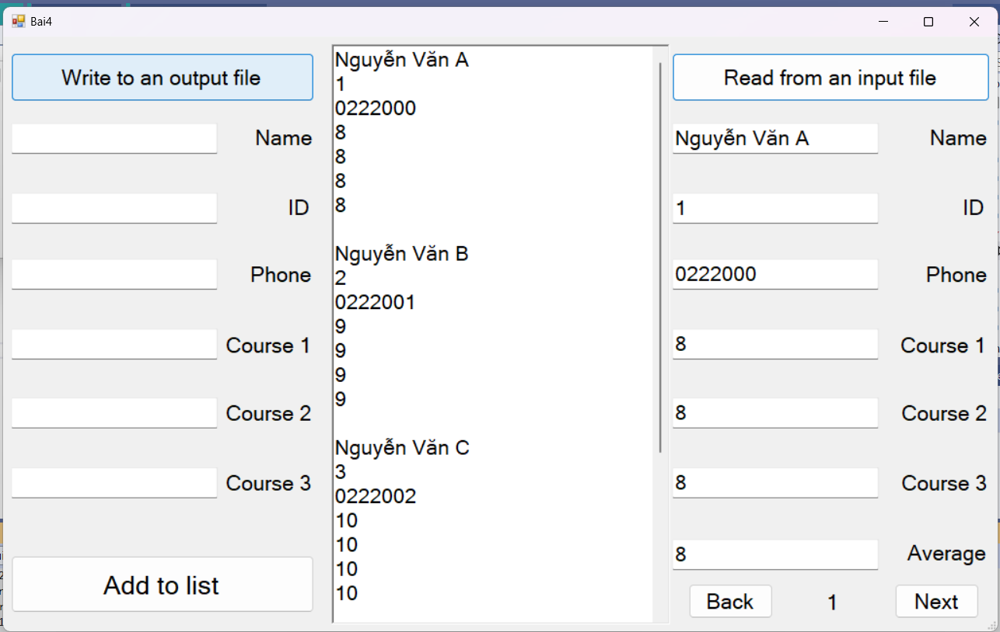 Bai4
Write to an output file
Name
ID
Phone
Course 1
Course 2
Course 3
Add to list
Nguyễn Văn A
1
0222000
8
8
8
8
Nguyễn Văn B
2
0222001
9
9
9
9
Nguyễn Văn C
3
0222002
10
10
10
10
Read from an input file
Nguyễn Văn A Name
1 ID
0222000 Phone
8 Course 1
8 Course 2
8 Course 3
8 Average
Back 1 Next